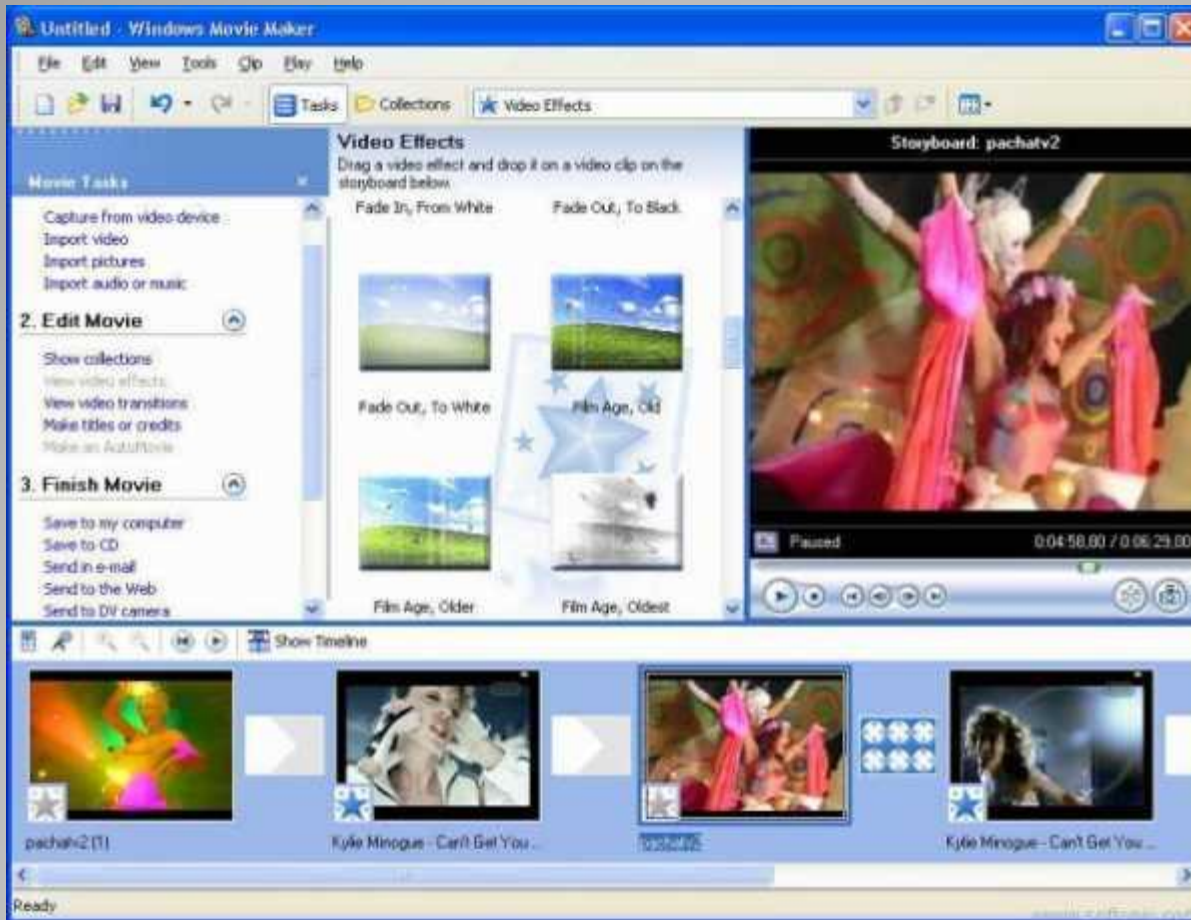 Untitled - Windows Movie Maker
File Edit View Tools Clip Play Help
Tasks Collections Video Effects
Movie Tasks
Capture from video device
Import video
Import pictures
Import audio or music
2. Edit Movie
Show collections
View video effects
View video transitions
Make titles or credits
Make an AutoMovie
3. Finish Movie
Save to my computer
Save to CD
Send in e-mail
Send to the Web
Send to DV camera
Video Effects
Drag a video effect and drop it on a video clip on the
storyboard below.
Fade In, From White Fade Out, To Black
Fade Out, To White Film Age, Old
Film Age, Older Film Age, Oldest
Storyboard: pachatv2
Paused 0:04:58,80 / 0:06:29,00
Show Timeline
pachatv2 (1) Kylie Minogue - Can't Get You ... pachatv2 Kylie Minogue - Can't Get You ...
Ready